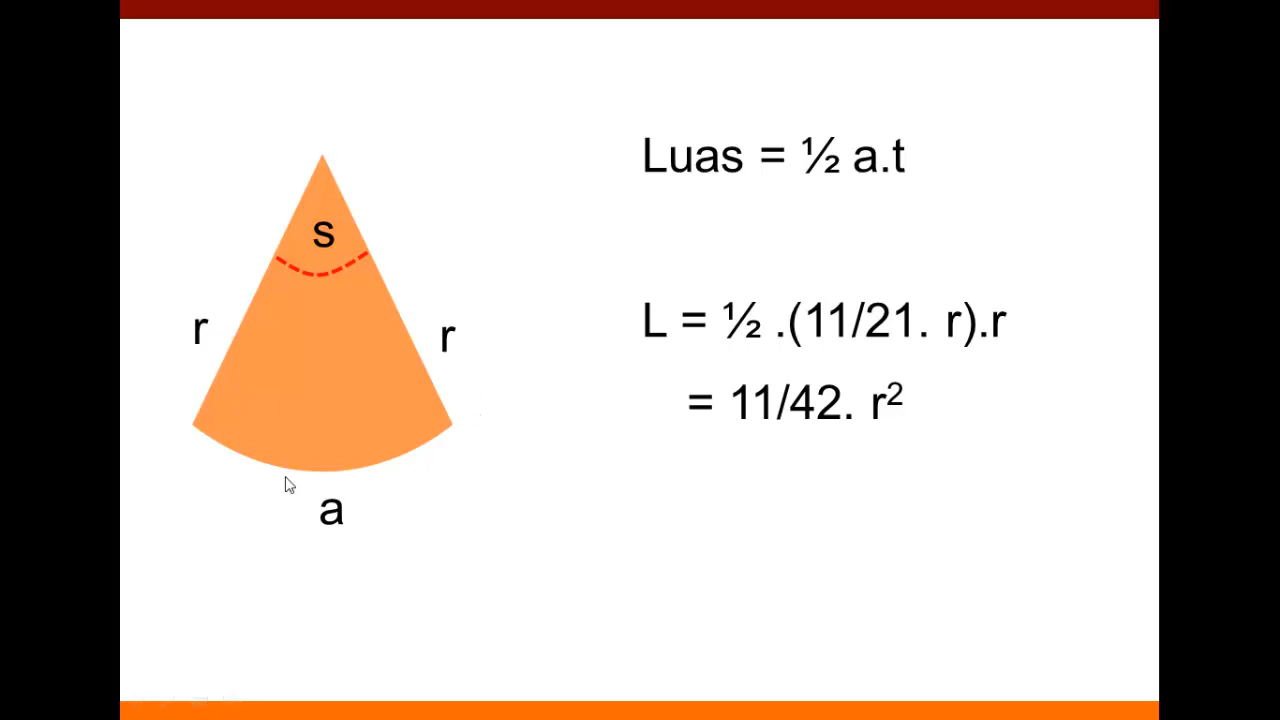 Luas = ½ a.t
s
L = ½ .(11/21. r).r
r
r
= 11/42. r²
a